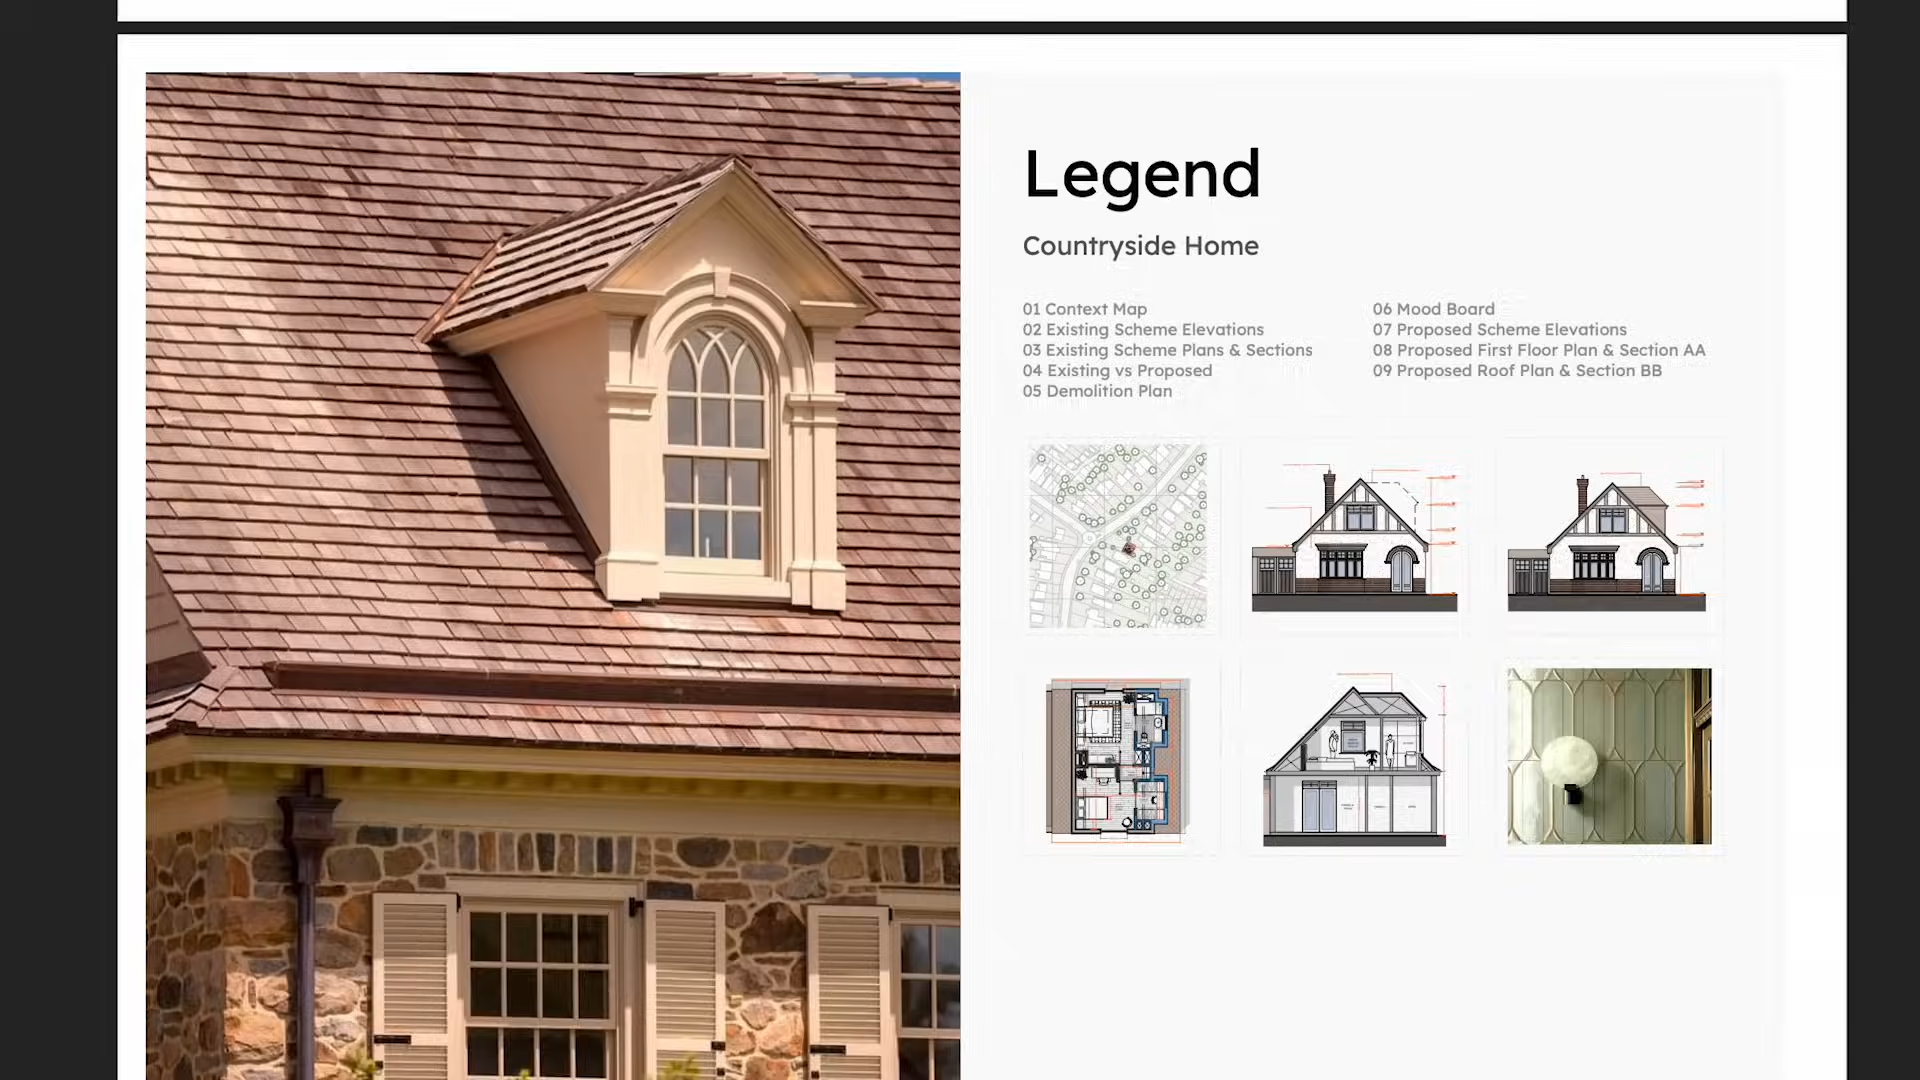 Legend
Countryside Home
01 Context Map
02 Existing Scheme Elevations
03 Existing Scheme Plans & Sections
04 Existing vs Proposed
05 Demolition Plan
06 Mood Board
07 Proposed Scheme Elevations
08 Proposed First Floor Plan & Section AA
09 Proposed Roof Plan & Section BB